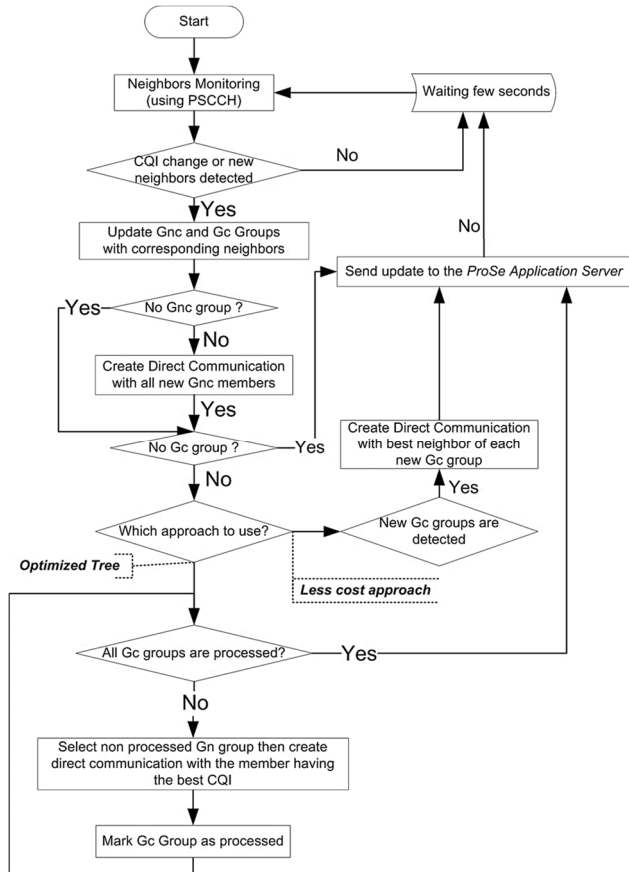 Start
Neighbors Monitoring
(using PSCCH)
Waiting few seconds
CQI change or new
neighbors detected
No
Yes
Update Gnc and Gc Groups
with corresponding neighbors
No
Send update to the ProSe Application Server
No Gnc group ?
Yes
No
Create Direct Communication
with all new Gnc members
Yes
No Gc group ?
Yes
No
Create Direct Communication
with best neighbor of each
new Gc group
Yes
Which approach to use?
New Gc groups are
detected
Optimized Tree
Less cost approach
All Gc groups are processed?
Yes
No
Select non processed Gn group then create
direct communication with the member having
the best CQI
Mark Gc Group as processed